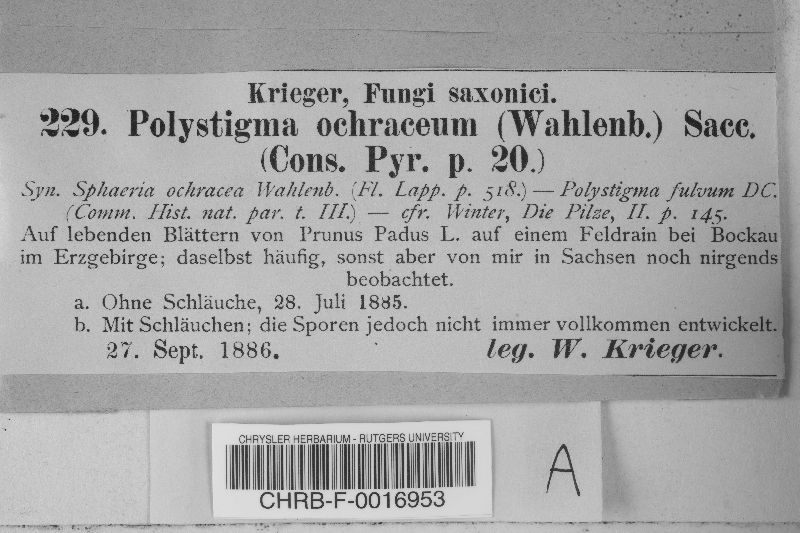 Krieger, Fungi saxonici.
229. Polystigma ochraceum (Wahlenb.) Sacc.
(Cons. Pyr. p. 20.)
Syn. Sphaeria ochracea Wahlenb. (Fl. Lapp. p. 518.) — Polystigma fulvum DC.
(Comm. Hist. nat. par. t. III.) — cfr. Winter, Die Pilze, II. p. 145.
Auf lebenden Blättern von Prunus Padus L. auf einem Feldrain bei Bockau
im Erzgebirge; daselbst häufig, sonst aber von mir in Sachsen noch nirgends
beobachtet.
a. Ohne Schläuche, 28. Juli 1885.
b. Mit Schläuchen; die Sporen jedoch nicht immer vollkommen entwickelt.
27. Sept. 1886. leg. W. Krieger.
CHRYSLER HERBARIUM - RUTGERS UNIVERSITY
CHRB-F-0016953
A